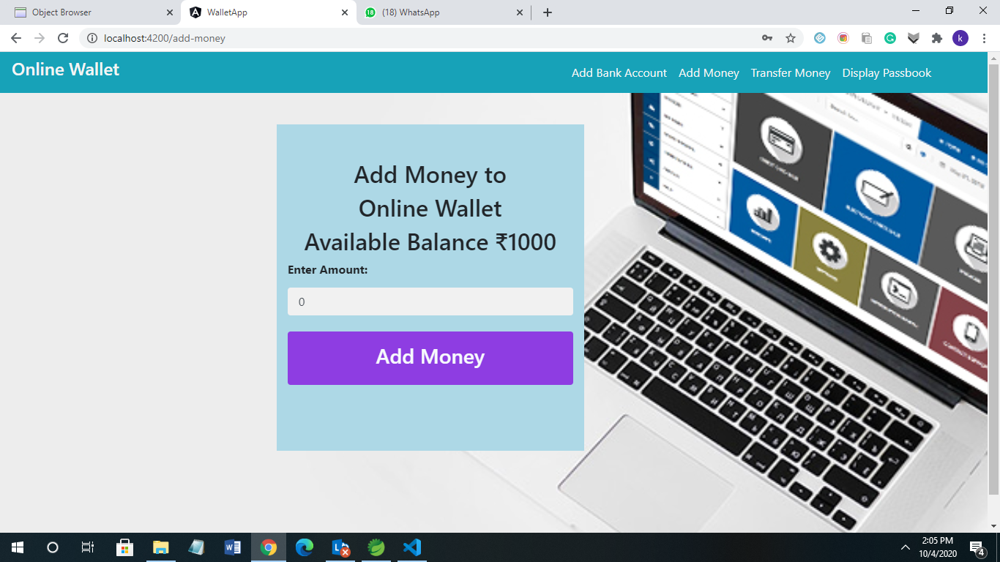 Object Browser
WalletApp
(18) WhatsApp
localhost:4200/add-money
k
Online Wallet
Add Bank Account
Add Money
Transfer Money
Display Passbook
Add Money to
Online Wallet
Available Balance ₹1000
Enter Amount:
0
Add Money
2:05 PM
10/4/2020
4